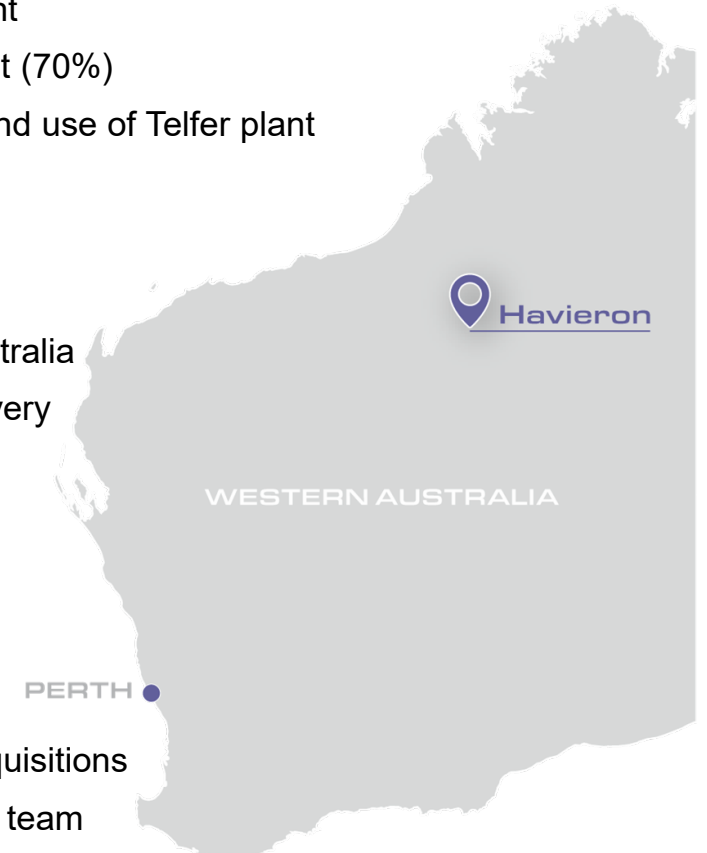 nt
t (70%)
nd use of Telfer plant
Havieron
tralia
very
WESTERN AUSTRALIA
PERTH
quisitions
team